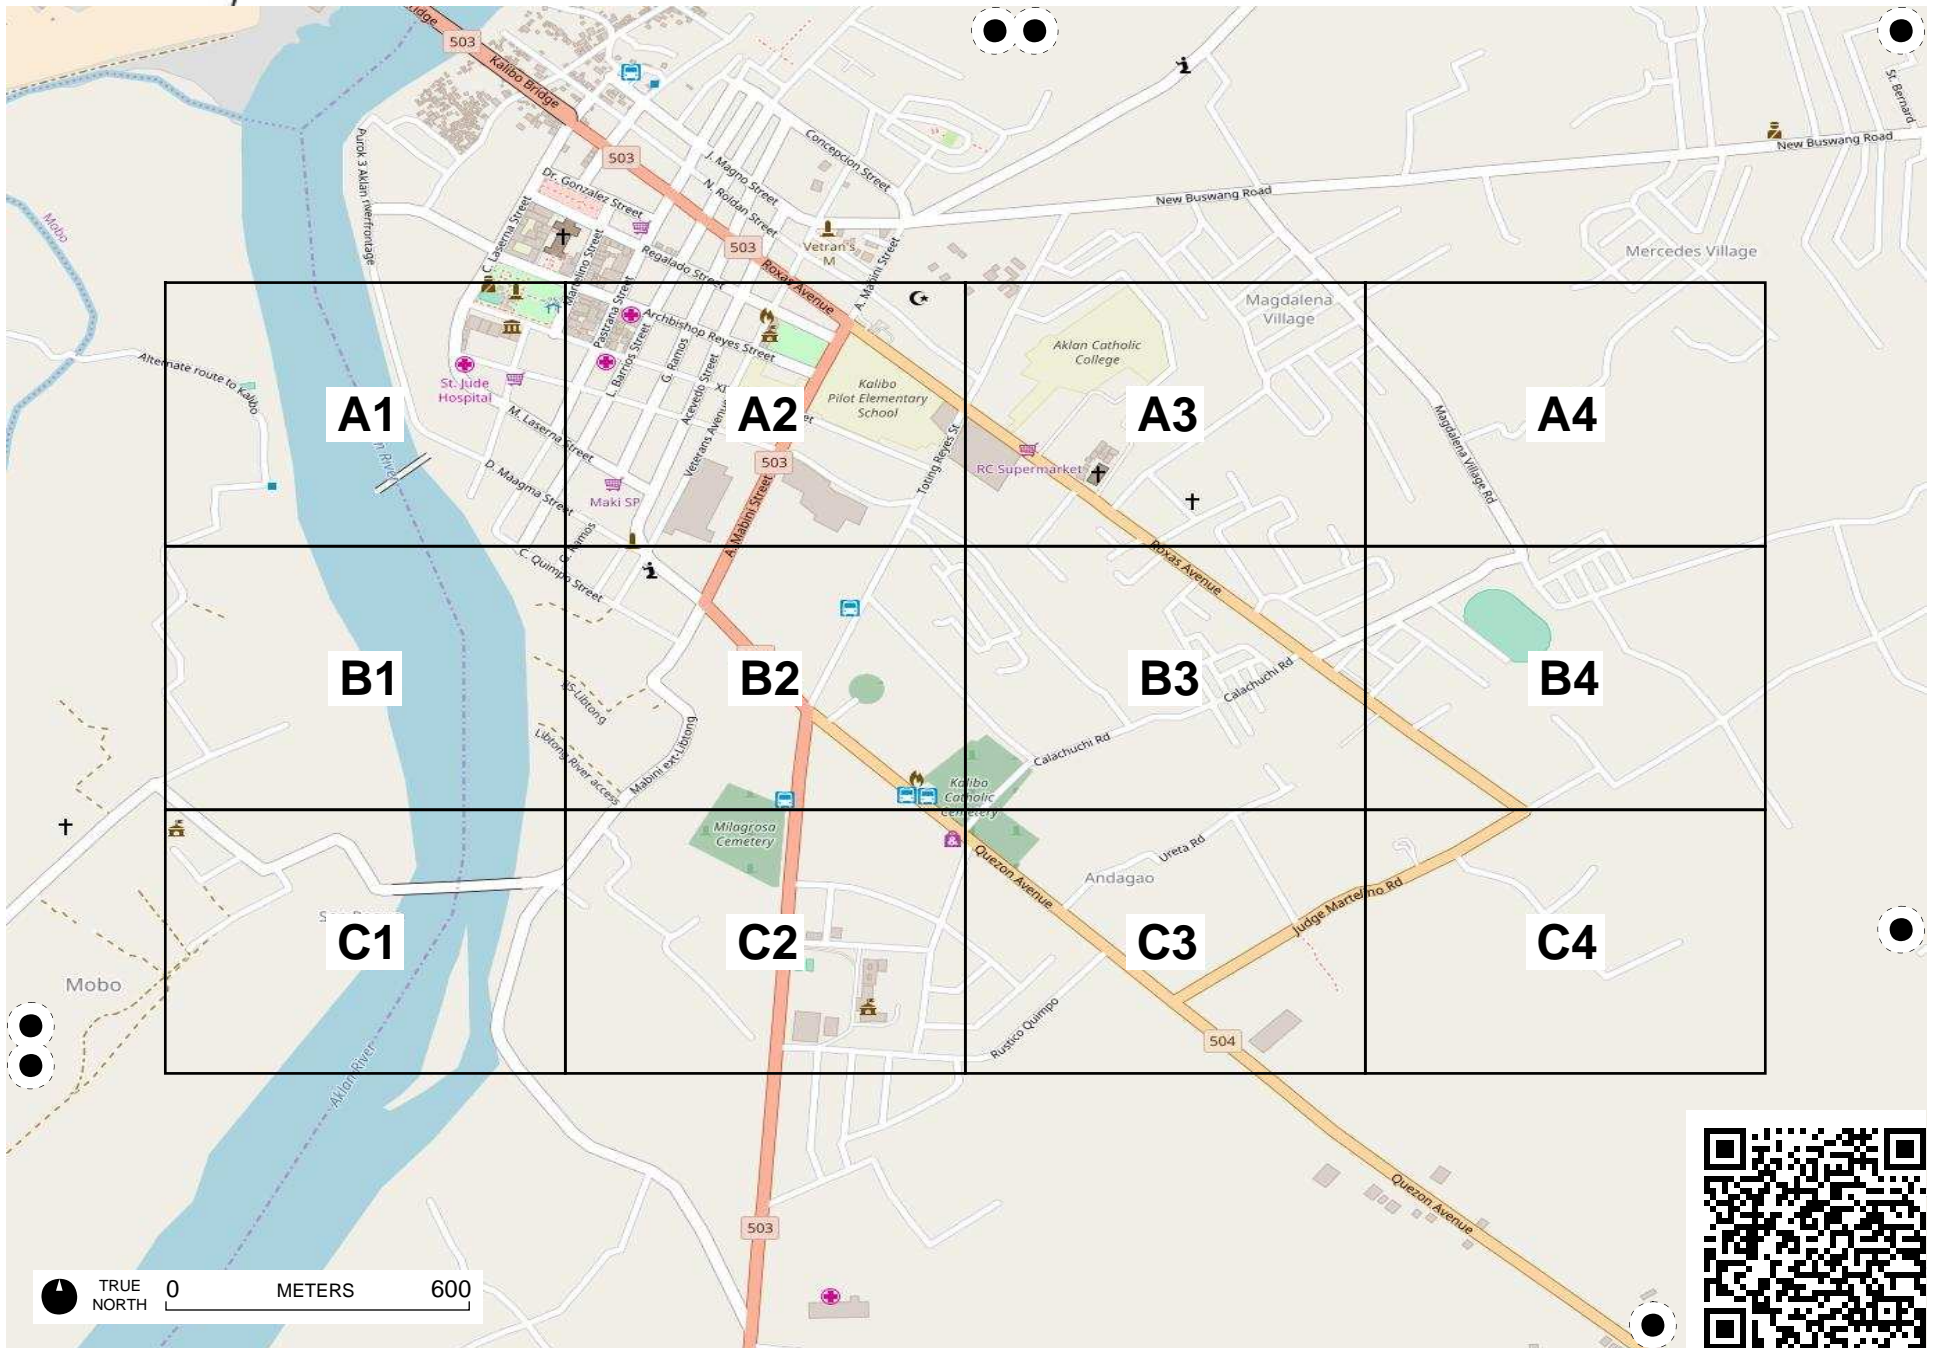 idge
503
Kalibo Bridge
503
St. Bernard
New Buswang Road
Concepcion Street
J. Magno Street
N. Roldan Street
Dr. Gonzalez Street
New Buswang Road
Purok 3 Aklan riverfrontage
C. Laserna Street
Martelino Street
Mobo
503
Vetran's
M
Mercedes Village
Regalado Street
Roxas Avenue
A. Mabini Street
Magdalena
Village
Pastrana Street
Archbishop Reyes Street
L. Barrios Street
G. Ramos
Acevedo Street
Veterans Avenue
Aklan Catholic
College
Kalibo
Pilot Elementary
School
Alternate route to Kalibo
St. Jude
Hospital
A1
A2
A3
A4
M. Laserna Street
D. Maagma Street
Magdalena Village Rd
503
Toting Reyes St
RC Supermarket
Maki SP
A. Mabini Street
C. Quimpo Street
Roxas Avenue
B1
B2
B3
B4
Calachuchi Rd
Libtong River access
Mabini ext-Libtong
Calachuchi Rd
Kalibo
Catholic
Cemetery
Milagrosa
Cemetery
Quezon Avenue
Ureta Rd
Andagao
Judge Martelino Rd
C1
C2
C3
C4
Mobo
Rustico Quimpo
504
Aklan River
Quezon Avenue
503
TRUE
NORTH
0
METERS
600